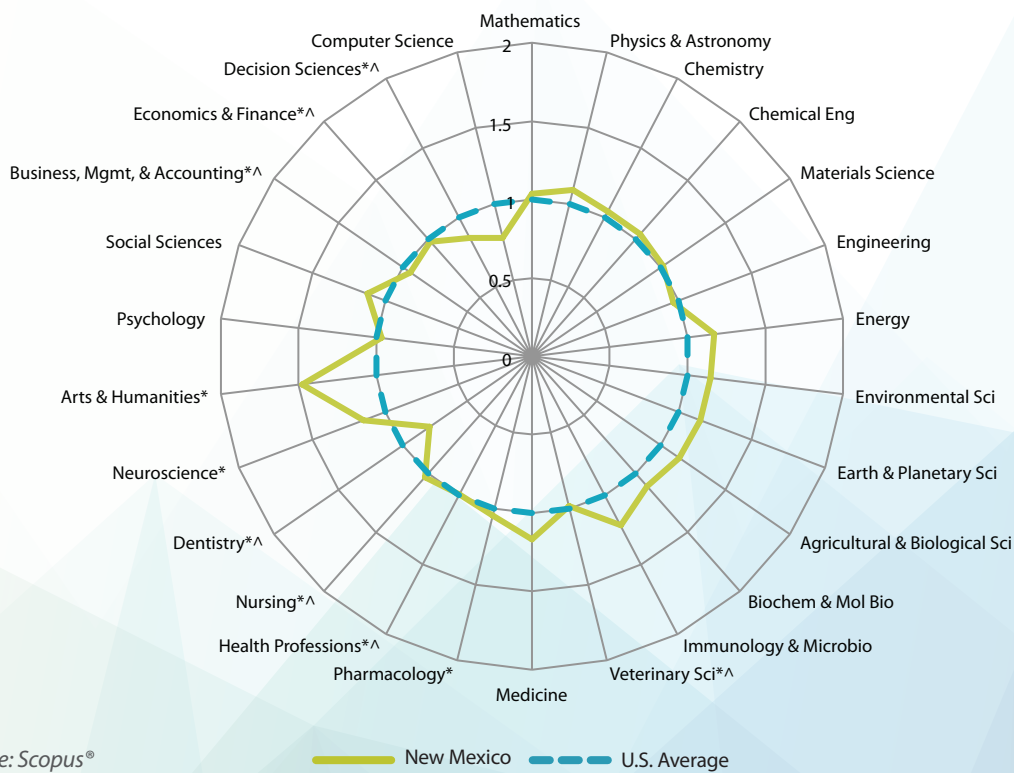 Mathematics
Computer Science
Physics & Astronomy
2
Decision Sciences*^
Chemistry
Economics & Finance*^
Chemical Eng
1.5
Business, Mgmt, & Accounting*^
Materials Science
1
Social Sciences
Engineering
0.5
Psychology
Energy
0
Arts & Humanities*
Environmental Sci
Neuroscience*
Earth & Planetary Sci
Dentistry*^
Agricultural & Biological Sci
Nursing*^
Biochem & Mol Bio
Health Professions*^
Immunology & Microbio
Pharmacology*
Veterinary Sci*^
Medicine
e: Scopus®
New Mexico
U.S. Average